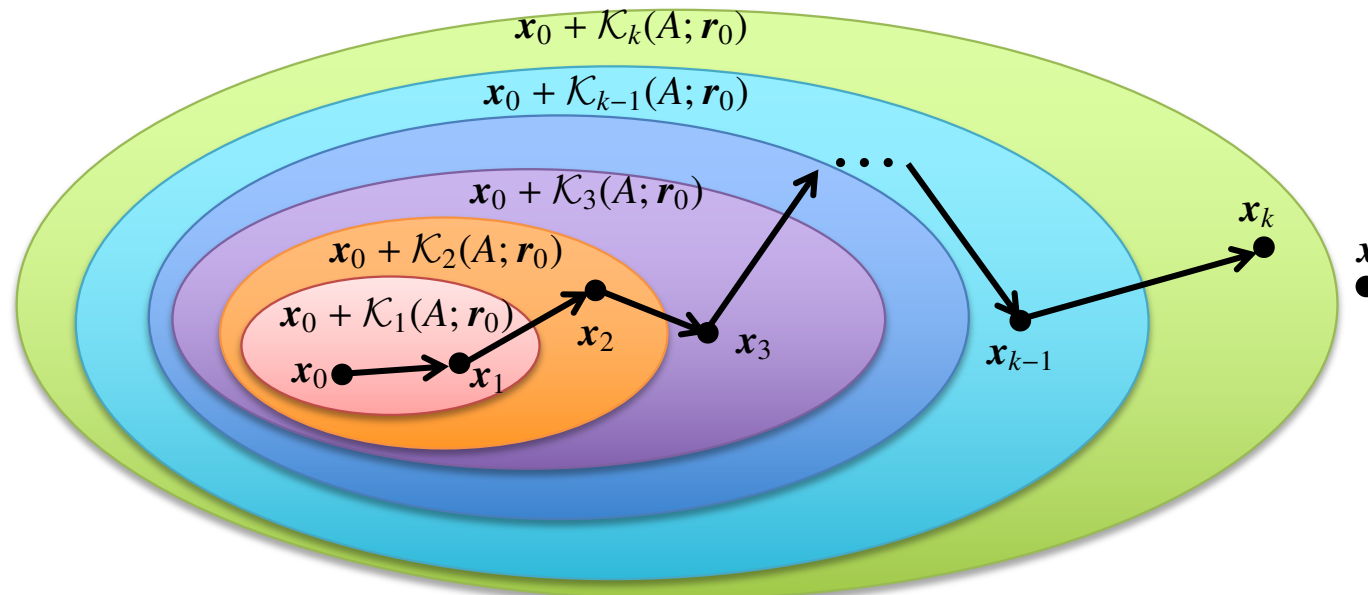 𝒙₀ + 𝒦ₖ(A; 𝒓₀)
𝒙₀ + 𝒦ₖ₋₁(A; 𝒓₀)
𝒙₀ + 𝒦₃(A; 𝒓₀)
𝒙₀ + 𝒦₂(A; 𝒓₀)
𝒙₀ + 𝒦₁(A; 𝒓₀)
𝒙₀
𝒙₁
𝒙₂
𝒙₃
· · · ·
𝒙ₖ₋₁
𝒙ₖ
𝒙